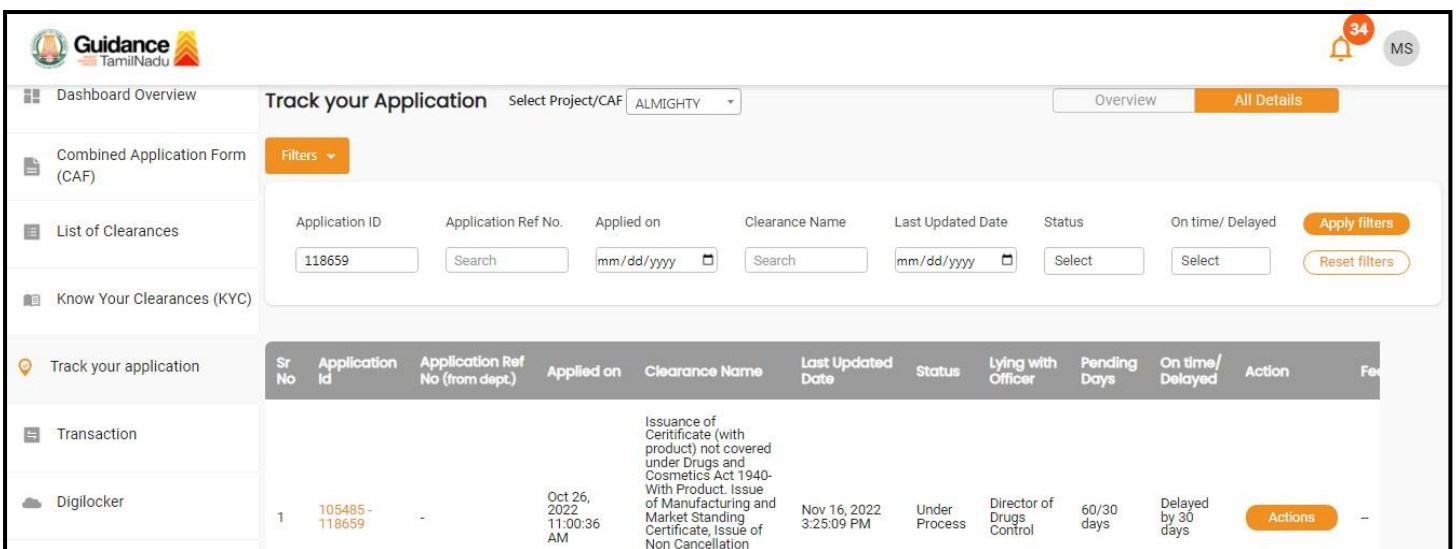 Guidance
TamilNadu
34
MS
Dashboard Overview
Track your Application Select Project/CAF ALMIGHTY
Overview All Details
Combined Application Form
(CAF)
Filters
List of Clearances
Application ID Application Ref No. Applied on Clearance Name Last Updated Date Status On time/ Delayed Apply filters
118659 Search mm/dd/yyyy Search mm/dd/yyyy Select Select Reset filters
Know Your Clearances (KYC)
Track your application
Sr
No
Application
Id
Application Ref
No (from dept.)
Applied on
Clearance Name
Last Updated
Date
Status
Lying with
Officer
Pending
Days
On time/
Delayed
Action
Fee
Transaction
Digilocker
1
105485 -
118659
-
Oct 26,
2022
11:00:36
AM
Issuance of
Ceritificate (with
product) not covered
under Drugs and
Cosmetics Act 1940-
With Product. Issue
of Manufacturing and
Market Standing
Certificate, Issue of
Non Cancellation
Nov 16, 2022
3:25:09 PM
Under
Process
Director of
Drugs
Control
60/30
days
Delayed
by 30
days
Actions
--